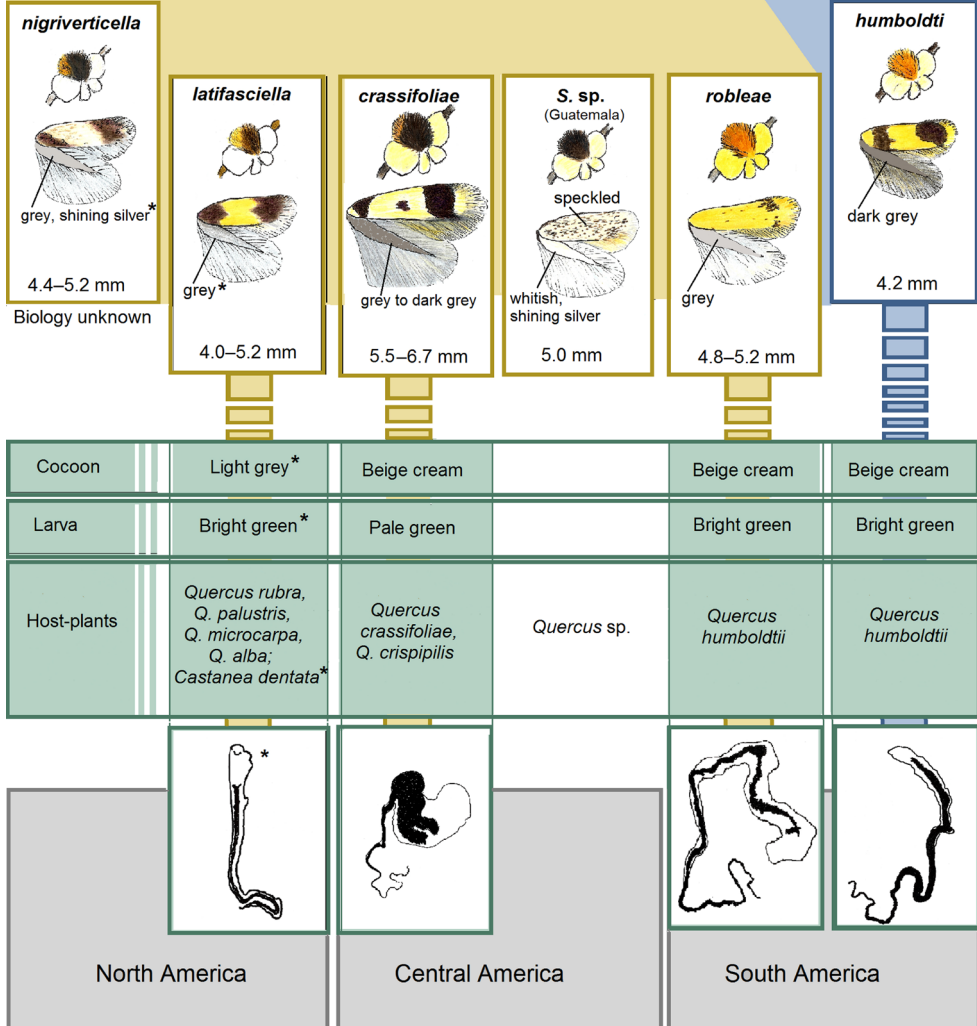 nigriverticella
grey, shining silver*
4.4–5.2 mm
Biology unknown
latifasciella
grey*
4.0–5.2 mm
crassifoliae
grey to dark grey
5.5–6.7 mm
S. sp.
(Guatemala)
speckled
whitish,
shining silver
5.0 mm
robleae
grey
4.8–5.2 mm
humboldti
dark grey
4.2 mm
Cocoon
Light grey*
Beige cream
Beige cream
Beige cream
Larva
Bright green*
Pale green
Bright green
Bright green
Host-plants
Quercus rubra,
Q. palustris,
Q. microcarpa,
Q. alba;
Castanea dentata*
Quercus
crassifoliae,
Q. crispipilis
Quercus sp.
Quercus
humboldtii
Quercus
humboldtii
*
North America
Central America
South America